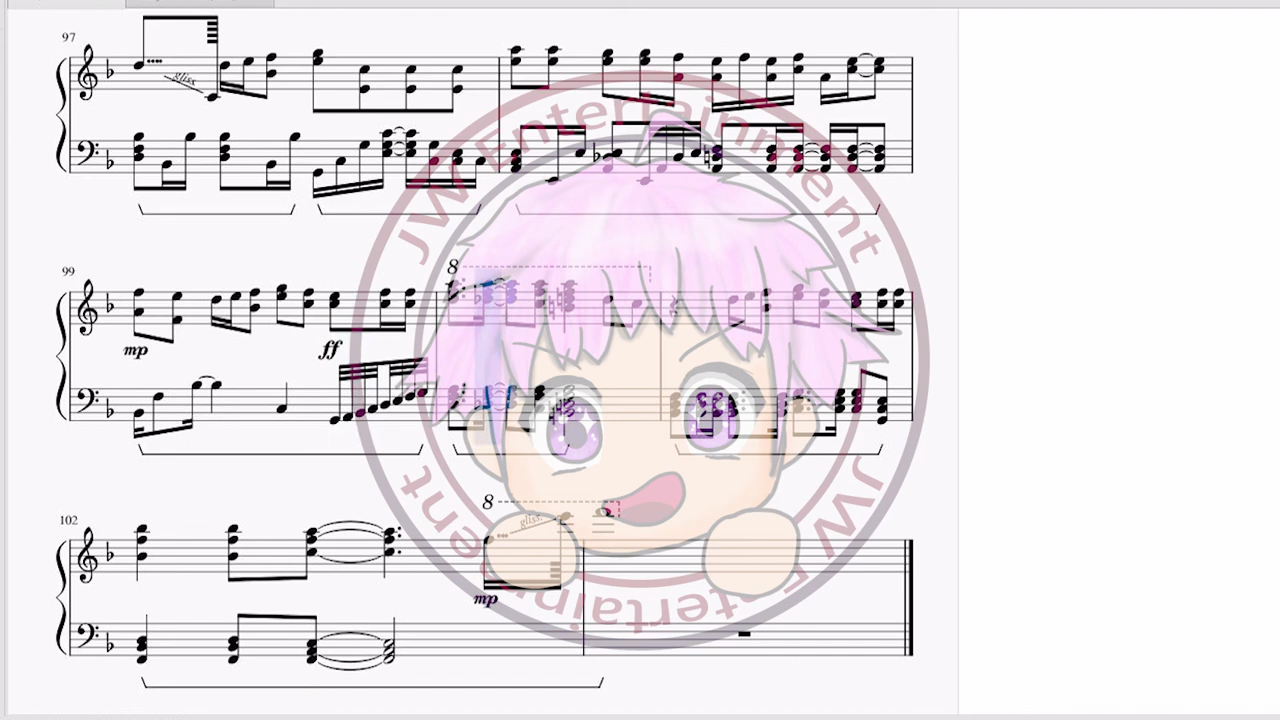 97
gliss.
JW Entertainment
99
8
mp
ff
JW Entertainment
102
8
gliss.
mp